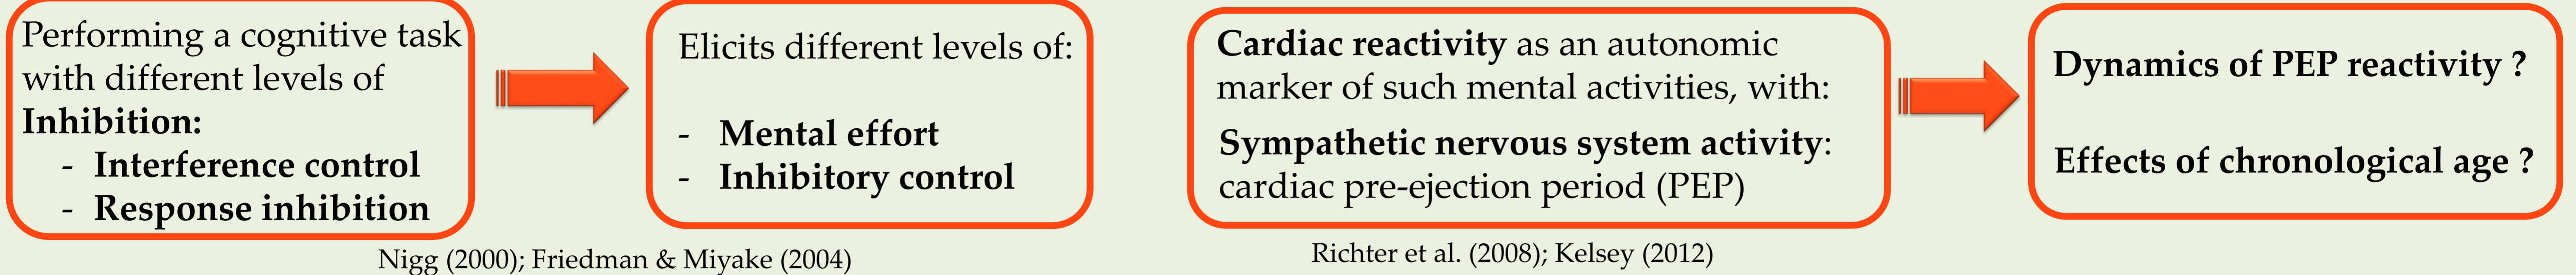 Performing a cognitive task
with different levels of
Inhibition:
- Interference control
- Response inhibition
Elicits different levels of:
- Mental effort
- Inhibitory control
Nigg (2000); Friedman & Miyake (2004)
Cardiac reactivity as an autonomic
marker of such mental activities, with:
Sympathetic nervous system activity:
cardiac pre-ejection period (PEP)
Richter et al. (2008); Kelsey (2012)
Dynamics of PEP reactivity ?
Effects of chronological age ?